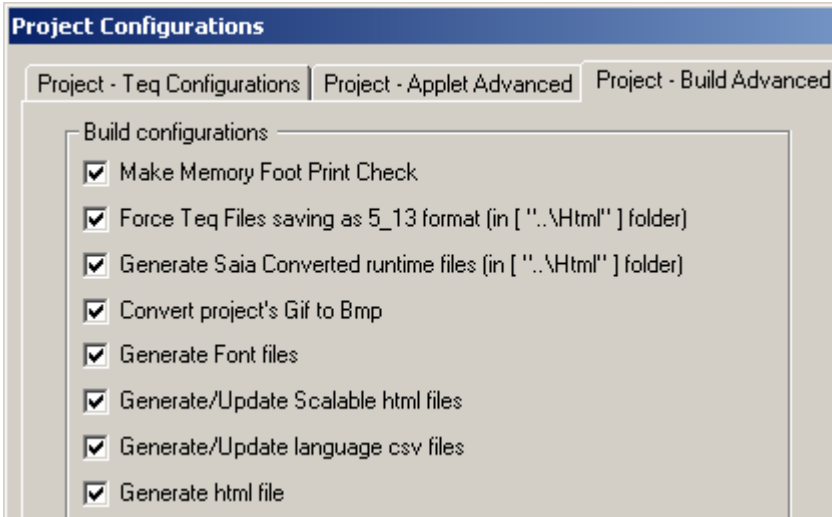 Project Configurations
Project - Teq Configurations
Project - Applet Advanced
Project - Build Advanced
Build configurations
Make Memory Foot Print Check
Force Teq Files saving as 5_13 format (in [ "..\Html" ] folder)
Generate Saia Converted runtime files (in [ "..\Html" ] folder)
Convert project's Gif to Bmp
Generate Font files
Generate/Update Scalable html files
Generate/Update language csv files
Generate html file